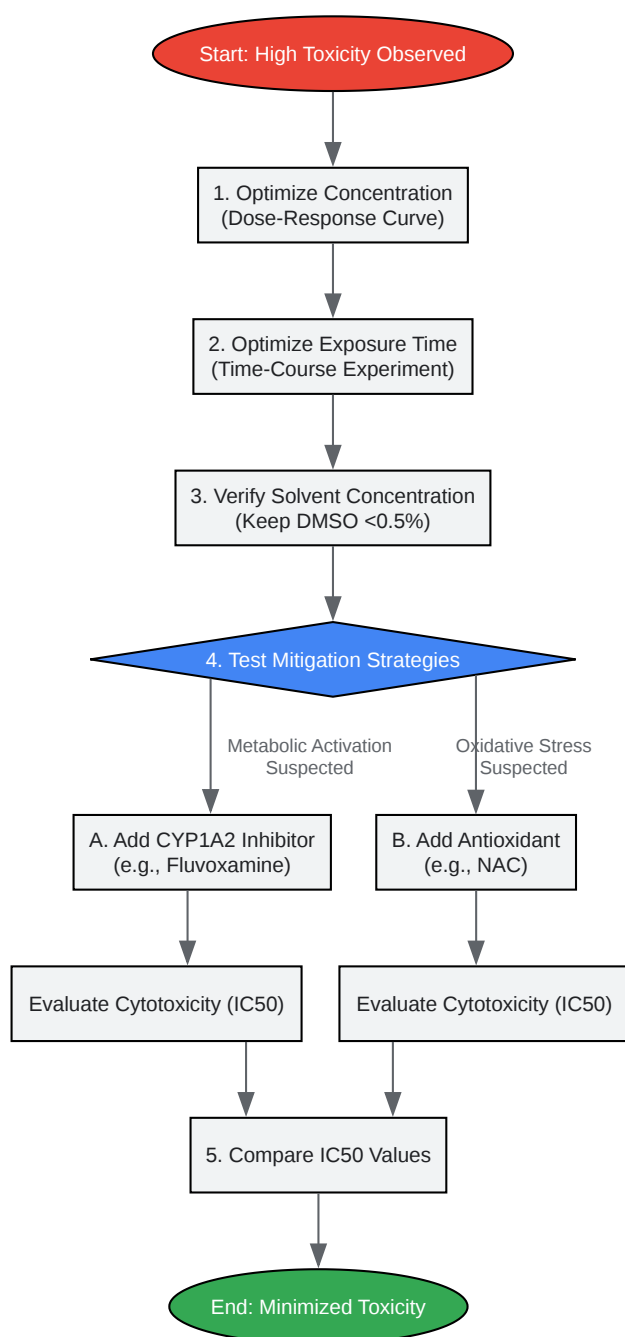 Start: High Toxicity Observed
1. Optimize Concentration
(Dose-Response Curve)
2. Optimize Exposure Time
(Time-Course Experiment)
3. Verify Solvent Concentration
(Keep DMSO <0.5%)
4. Test Mitigation Strategies
Metabolic Activation
Suspected
Oxidative Stress
Suspected
A. Add CYP1A2 Inhibitor
(e.g., Fluvoxamine)
B. Add Antioxidant
(e.g., NAC)
Evaluate Cytotoxicity (IC50)
Evaluate Cytotoxicity (IC50)
5. Compare IC50 Values
End: Minimized Toxicity